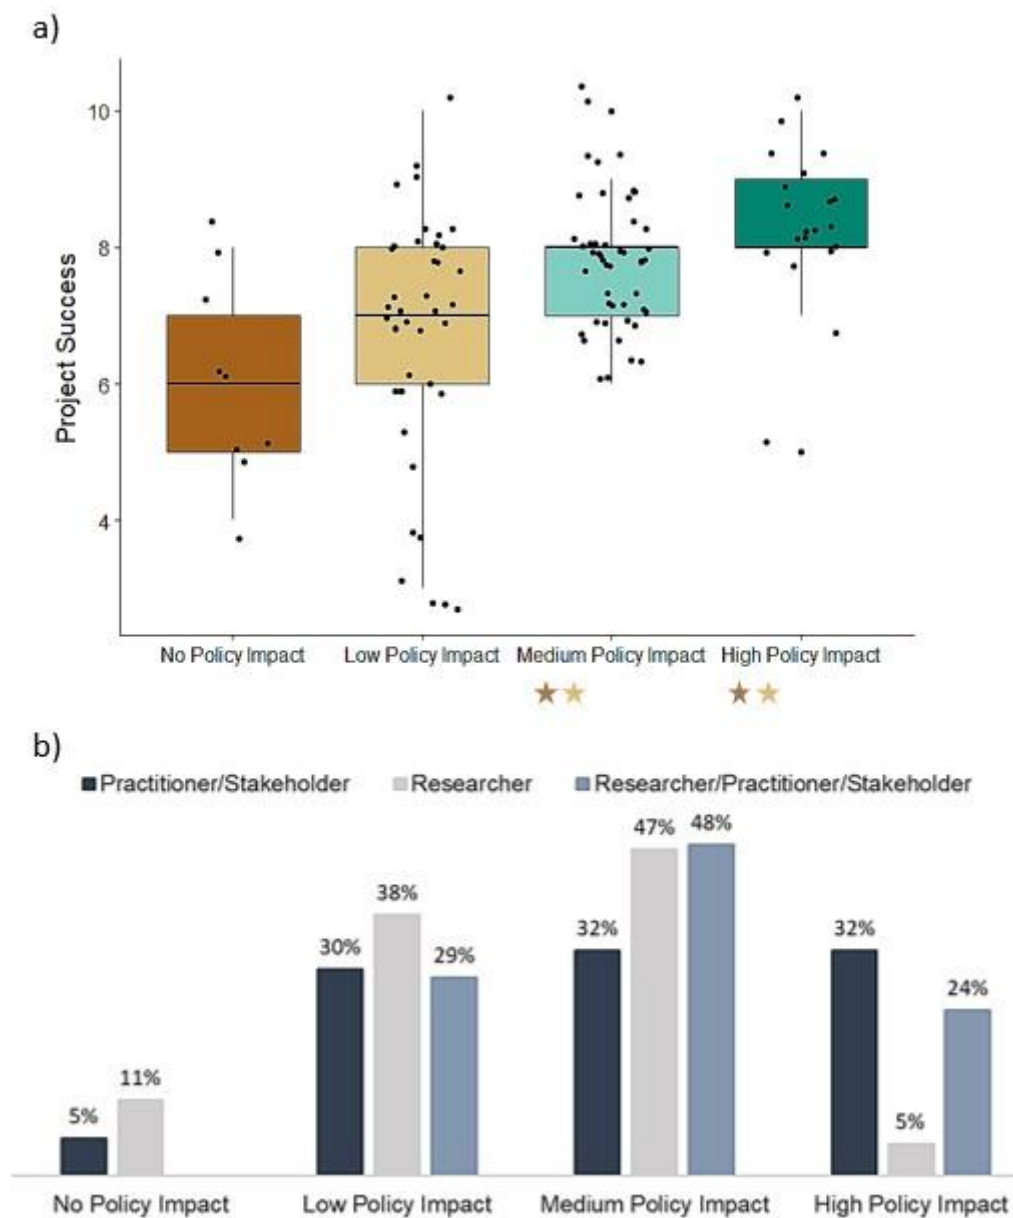 a)
Project Success
10
8
6
4
No Policy Impact Low Policy Impact Medium Policy Impact High Policy Impact
b)
Practitioner/Stakeholder Researcher Researcher/Practitioner/Stakeholder
5% 11% 30% 38% 29% 32% 47% 48% 32% 5% 24%
No Policy Impact Low Policy Impact Medium Policy Impact High Policy Impact